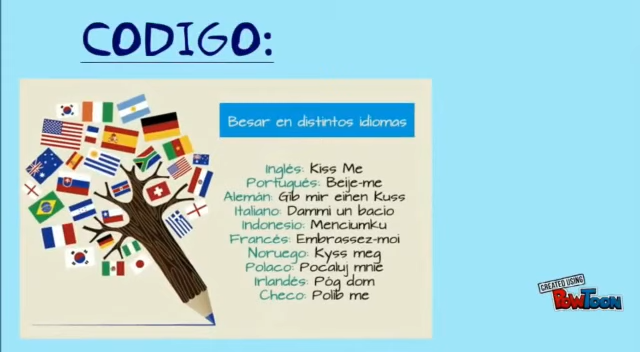 CODIGO:
Besar en distintos idiomas
Inglés: Kiss Me
Portugués: Beije-me
Alemán: Gib mir einen Kuss
Italiano: Dammi un bacio
Indonesio: Menciumku
Francés: Embrassez-moi
Noruego: Kyss meg
Polaco: Pocaluj mnie
Irlandés: Póg dom
Checo: Polib me
CREATED USING
POWTOON